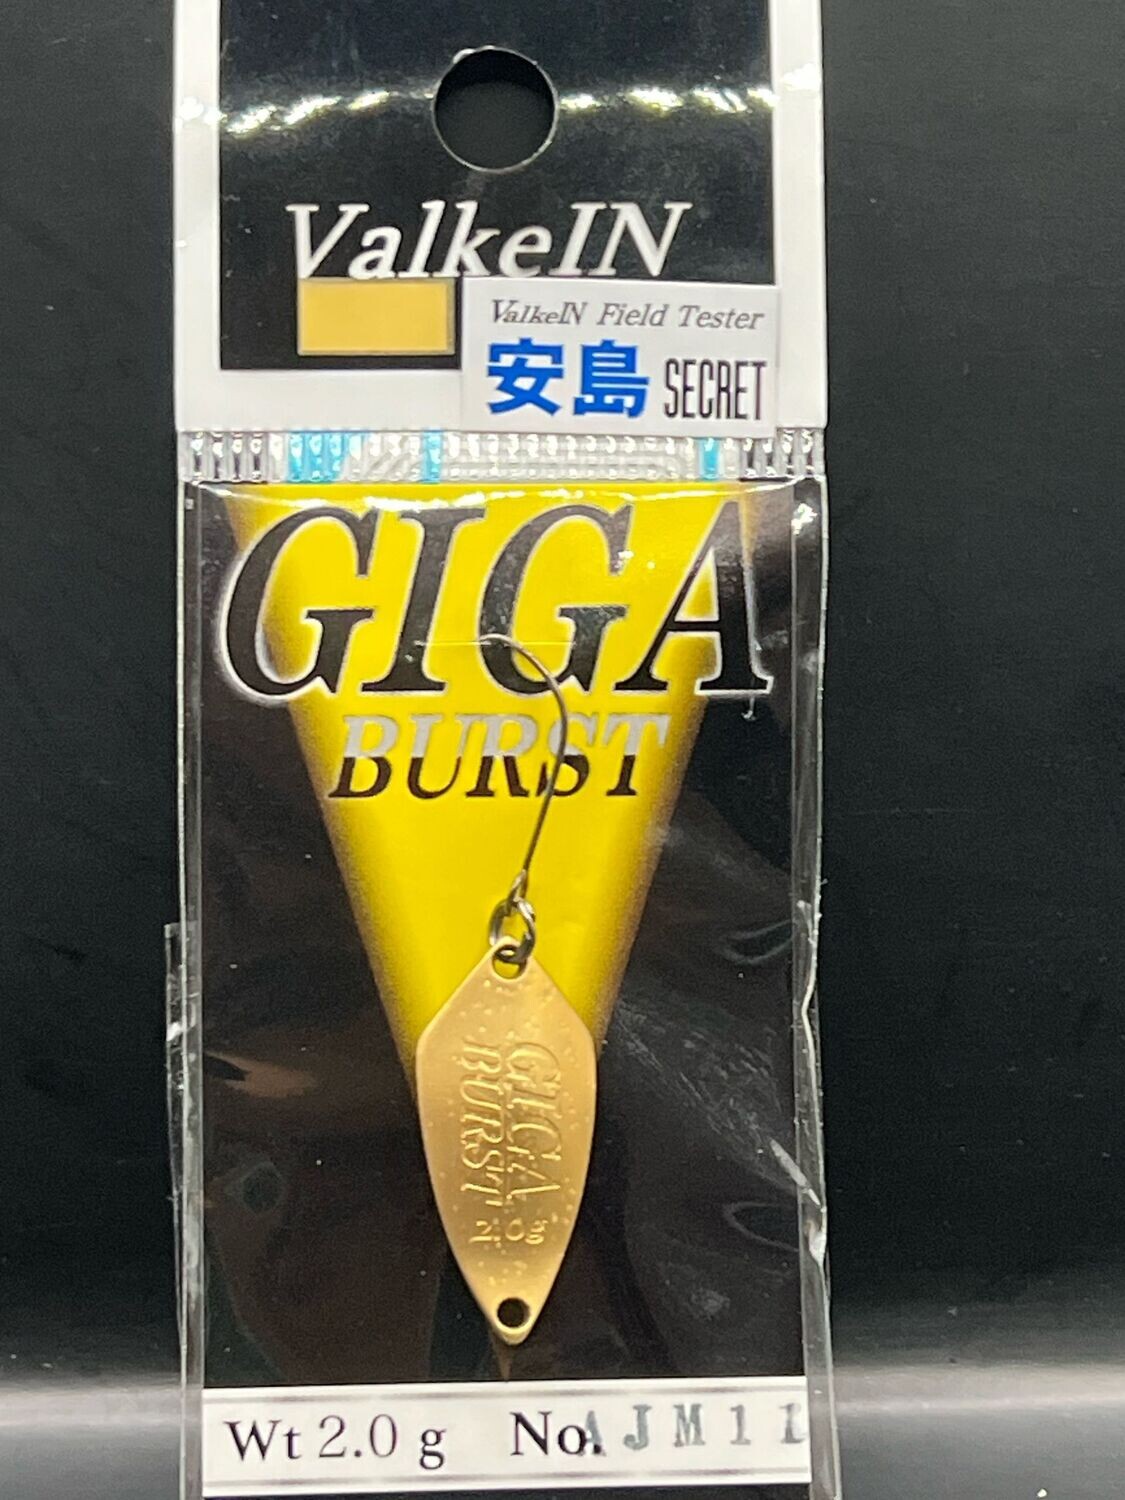 ValkeIN
ValkeIN Field Tester
安島 SECRET
GIGA
BURST
GIGA
BURST
2.0g
Wt 2.0 g No. AJM11